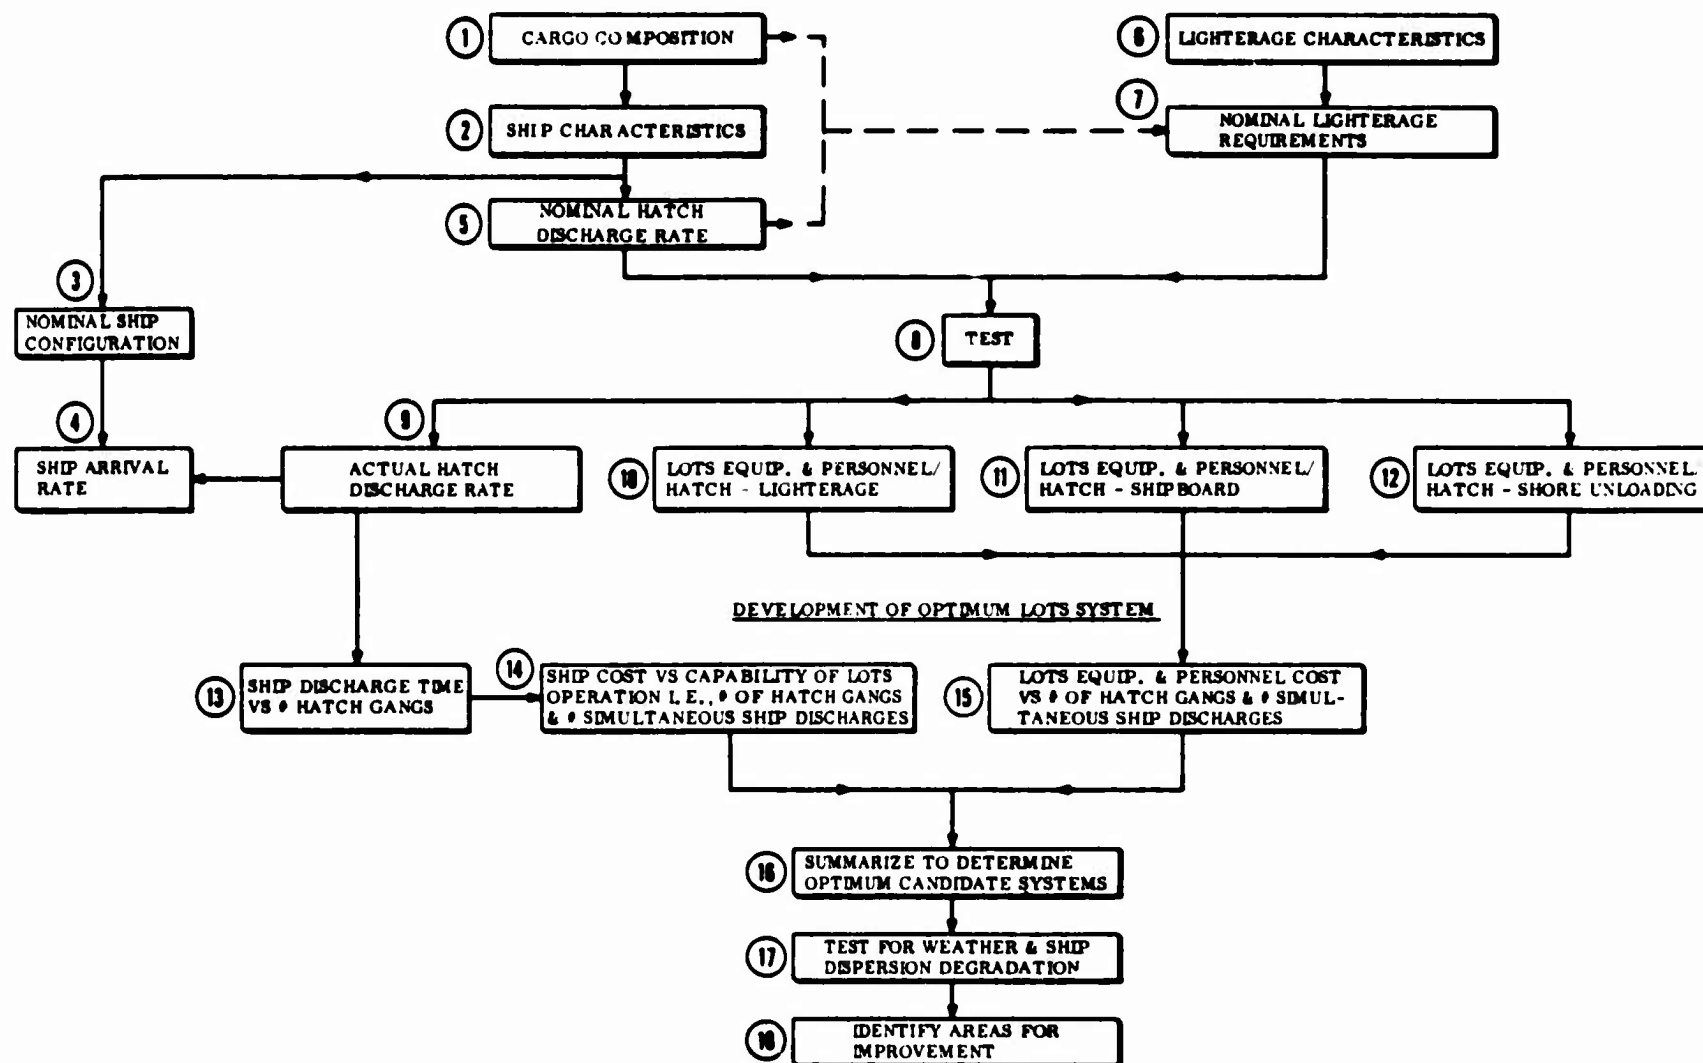 1
CARGO COMPOSITION
2
SHIP CHARACTERISTICS
5
NOMINAL HATCH
DISCHARGE RATE
6
LIGHTERAGE CHARACTERISTICS
7
NOMINAL LIGHTERAGE
REQUIREMENTS
3
NOMINAL SHIP
CONFIGURATION
8
TEST
4
SHIP ARRIVAL
RATE
9
ACTUAL HATCH
DISCHARGE RATE
10
LOTS EQUIP. & PERSONNEL/
HATCH - LIGHTERAGE
11
LOTS EQUIP. & PERSONNEL/
HATCH - SHIPBOARD
12
LOTS EQUIP. & PERSONNEL
HATCH - SHORE UNLOADING
DEVELOPMENT OF OPTIMUM LOTS SYSTEM
13
SHIP DISCHARGE TIME
VS # HATCH GANGS
14
SHIP COST VS CAPABILITY OF LOTS
OPERATION I.E., # OF HATCH GANGS
& # SIMULTANEOUS SHIP DISCHARGES
15
LOTS EQUIP. & PERSONNEL COST
VS # OF HATCH GANGS & # SIMUL-
TANEOUS SHIP DISCHARGES
16
SUMMARIZE TO DETERMINE
OPTIMUM CANDIDATE SYSTEMS
17
TEST FOR WEATHER & SHIP
DISPERSION DEGRADATION
18
IDENTIFY AREAS FOR
IMPROVEMENT